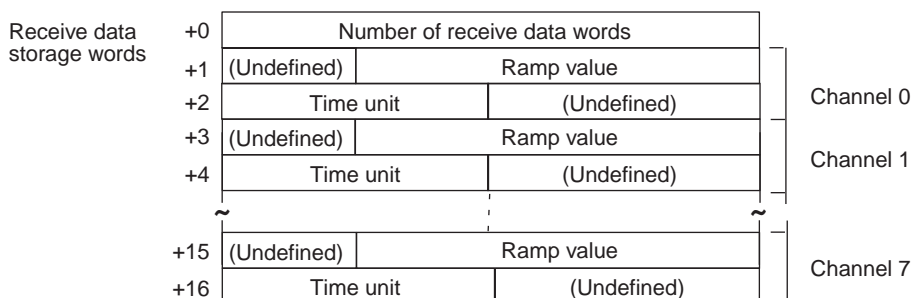 Receive data
storage words
+0 Number of receive data words
+1 (Undefined) Ramp value
+2 Time unit (Undefined)
Channel 0
+3 (Undefined) Ramp value
+4 Time unit (Undefined)
Channel 1
~ ~
+15 (Undefined) Ramp value
+16 Time unit (Undefined)
Channel 7